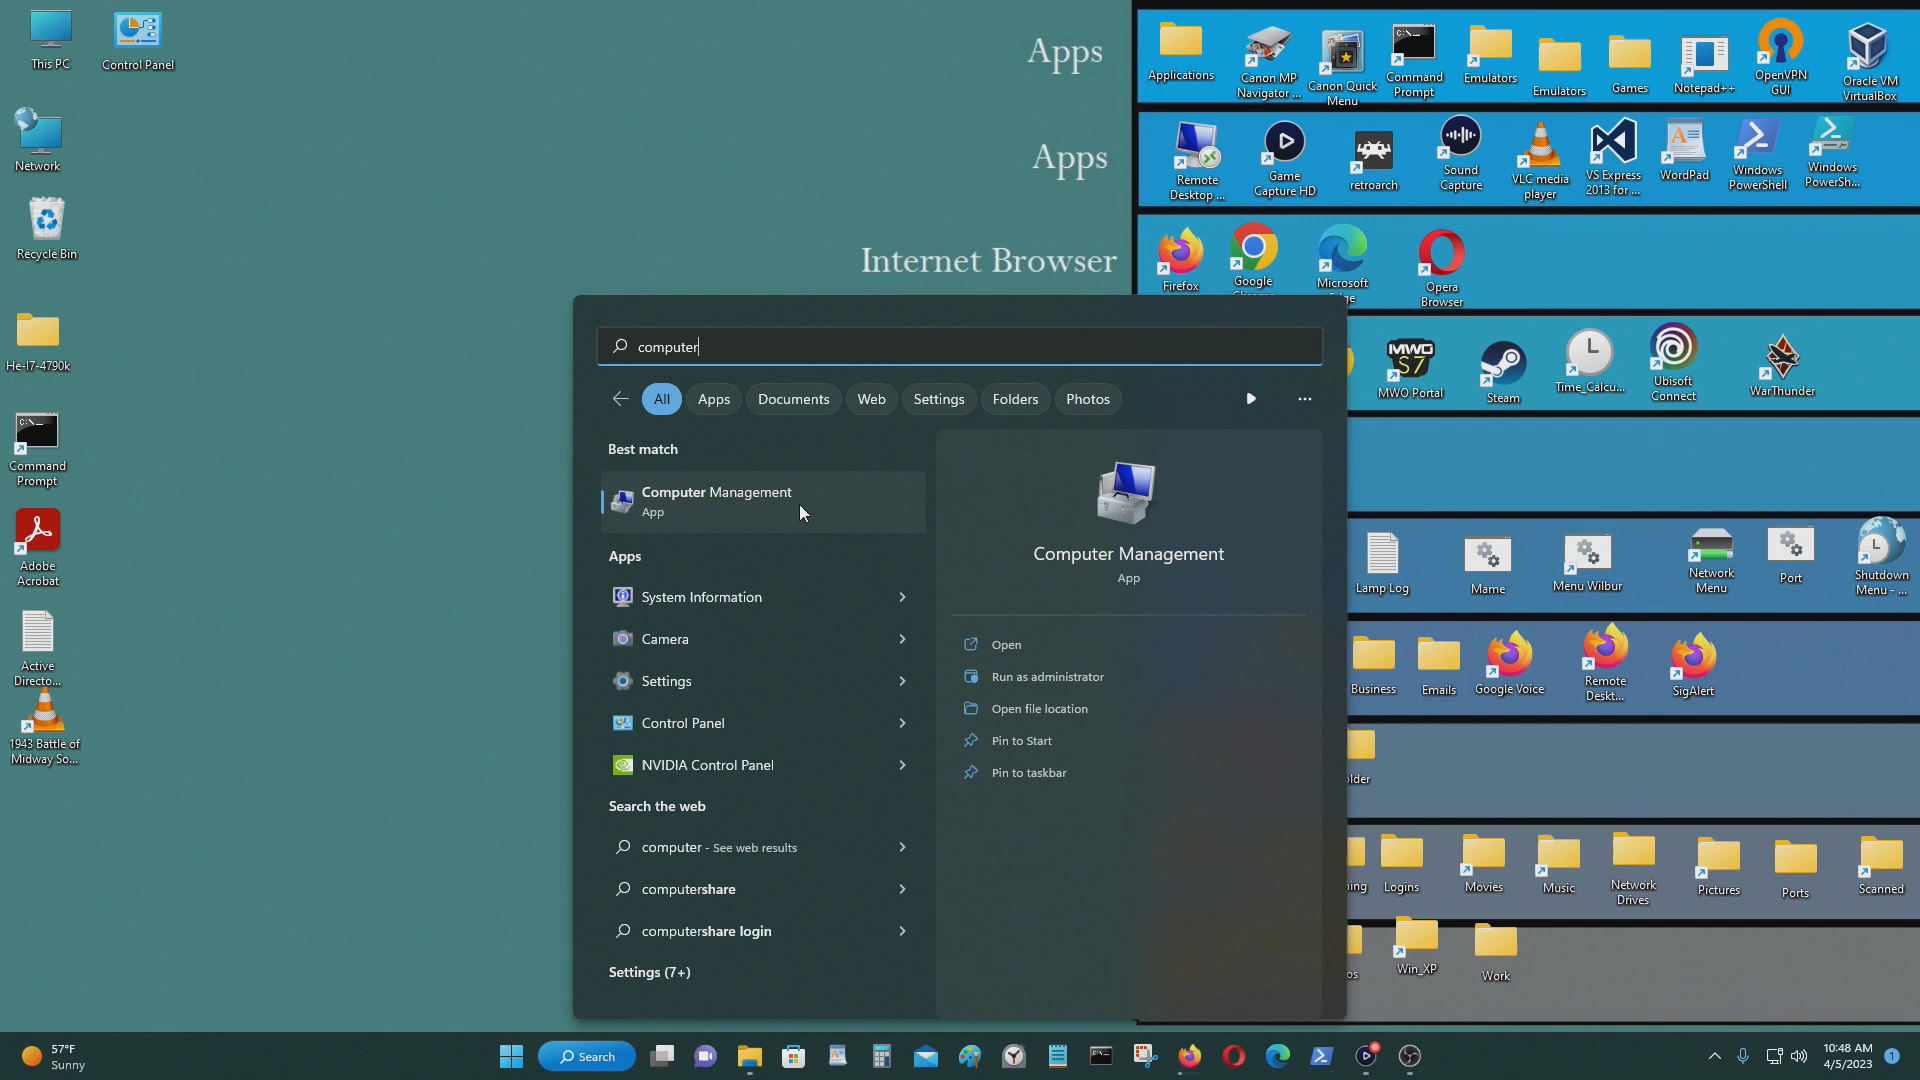 This PC
Control Panel
Network
Recycle Bin
He-I7-4790k
Command
Prompt
Adobe
Acrobat
Active
Directo...
1943 Battle of
Midway So...
Apps
Apps
Internet Browser
Applications
Canon MP
Navigator ...
Canon Quick
Menu
Command
Prompt
Emulators
Emulators
Games
Notepad++
OpenVPN
GUI
Oracle VM
VirtualBox
Remote
Desktop ...
Game
Capture HD
retroarch
Sound
Capture
VLC media
player
VS Express
2013 for ...
WordPad
Windows
PowerShell
Windows
PowerSh...
Firefox
Google
Microsoft
Opera
Browser
MWO
S7
MWO Portal
Steam
Time_Calcu...
Ubisoft
Connect
WarThunder
Lamp Log
Mame
Menu Wilbur
Network
Menu
Port
Shutdown
Menu - ...
Business
Emails
Google Voice
Remote
Deskt...
SigAlert
Logins
Movies
Music
Network
Drives
Pictures
Ports
Scanned
Win_XP
Work
computer
All
Apps
Documents
Web
Settings
Folders
Photos
Best match
Computer Management
App
Apps
System Information
Camera
Settings
Control Panel
NVIDIA Control Panel
Search the web
computer - See web results
computershare
computershare login
Settings (7+)
Computer Management
App
Open
Run as administrator
Open file location
Pin to Start
Pin to taskbar
57°F
Sunny
Search
10:48 AM
4/5/2023
1